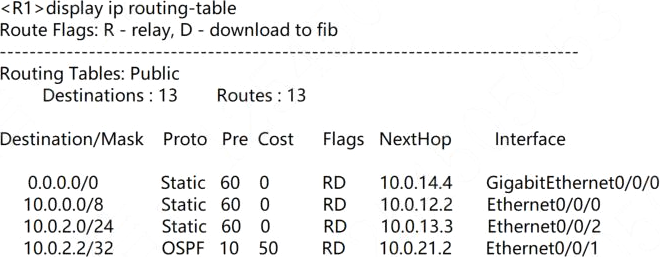 <R1>display ip routing-table
Route Flags: R - relay, D - download to fib
------------------------------------------------------------------------------
Routing Tables: Public
Destinations : 13 Routes : 13
Destination/Mask Proto Pre Cost Flags NextHop Interface
0.0.0.0/0 Static 60 0 RD 10.0.14.4 GigabitEthernet0/0/0
10.0.0.0/8 Static 60 0 RD 10.0.12.2 Ethernet0/0/0
10.0.2.0/24 Static 60 0 RD 10.0.13.3 Ethernet0/0/2
10.0.2.2/32 OSPF 10 50 RD 10.0.21.2 Ethernet0/0/1